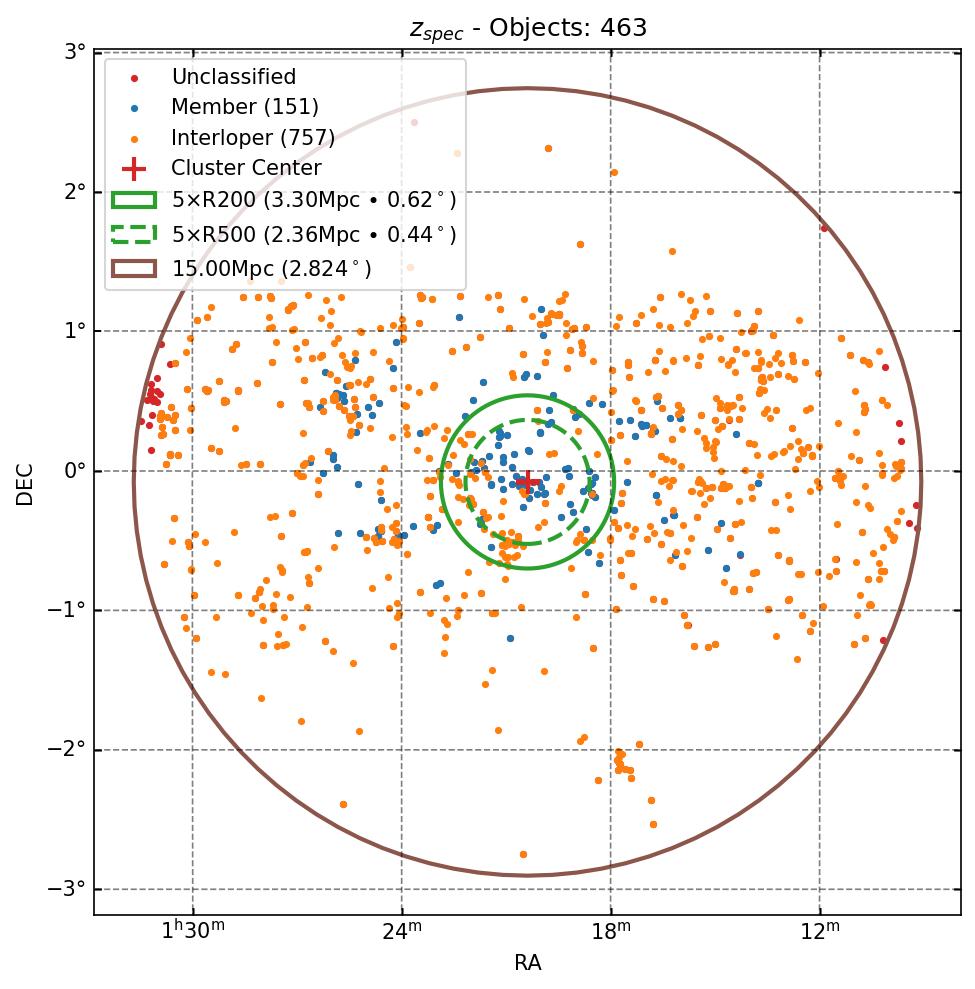 z_spec - Objects: 463
3°
2°
1°
0°
−1°
−2°
−3°
DEC
Unclassified
Member (151)
Interloper (757)
Cluster Center
5×R200 (3.30Mpc • 0.62°)
5×R500 (2.36Mpc • 0.44°)
15.00Mpc (2.824°)
1ʰ30ᵐ
24ᵐ
18ᵐ
12ᵐ
RA